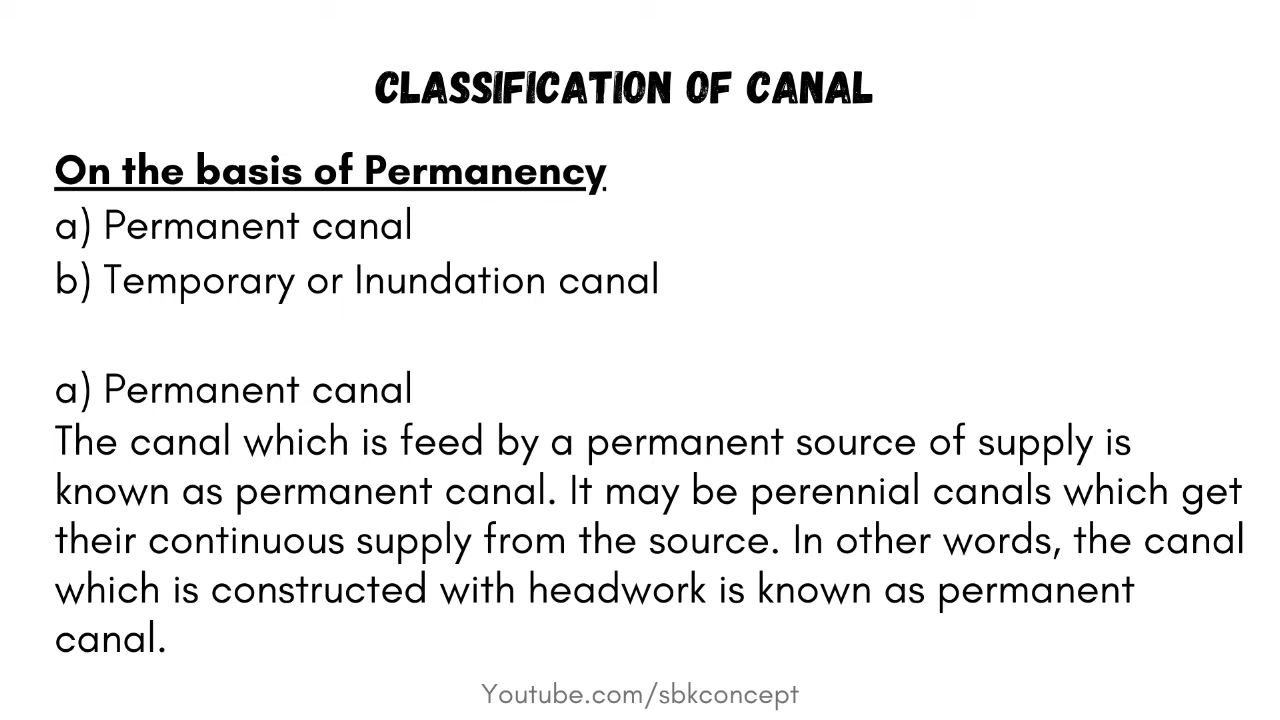 CLASSIFICATION OF CANAL
On the basis of Permanency
a) Permanent canal
b) Temporary or Inundation canal
a) Permanent canal
The canal which is feed by a permanent source of supply is
known as permanent canal. It may be perennial canals which get
their continuous supply from the source. In other words, the canal
which is constructed with headwork is known as permanent
canal.
Youtube.com/sbkconcept